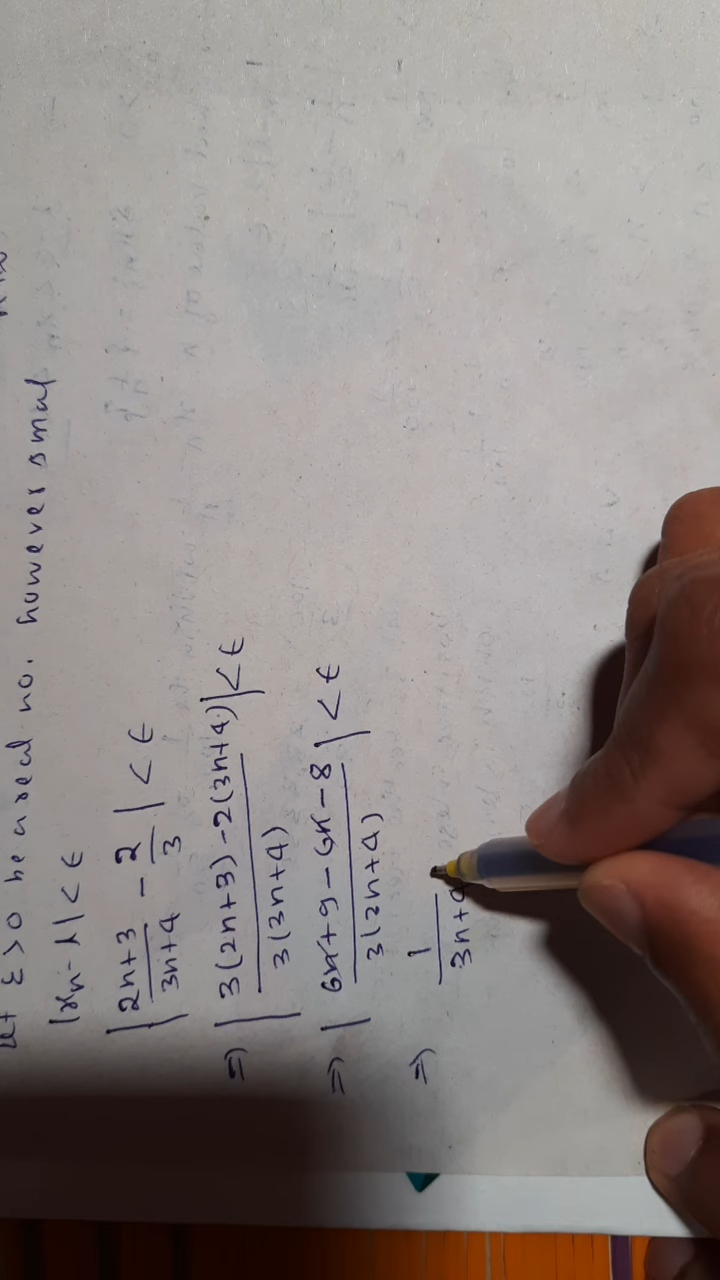 Let ε > 0 be a real no. however small
|xn - l| < ε
|2n+3/3n+4 - 2/3| < ε
⇒ |3(2n+3) - 2(3n+4)/3(3n+4)| < ε
⇒ |6n+9-6n-8/3(3n+4)| < ε
⇒ 1/3n+4